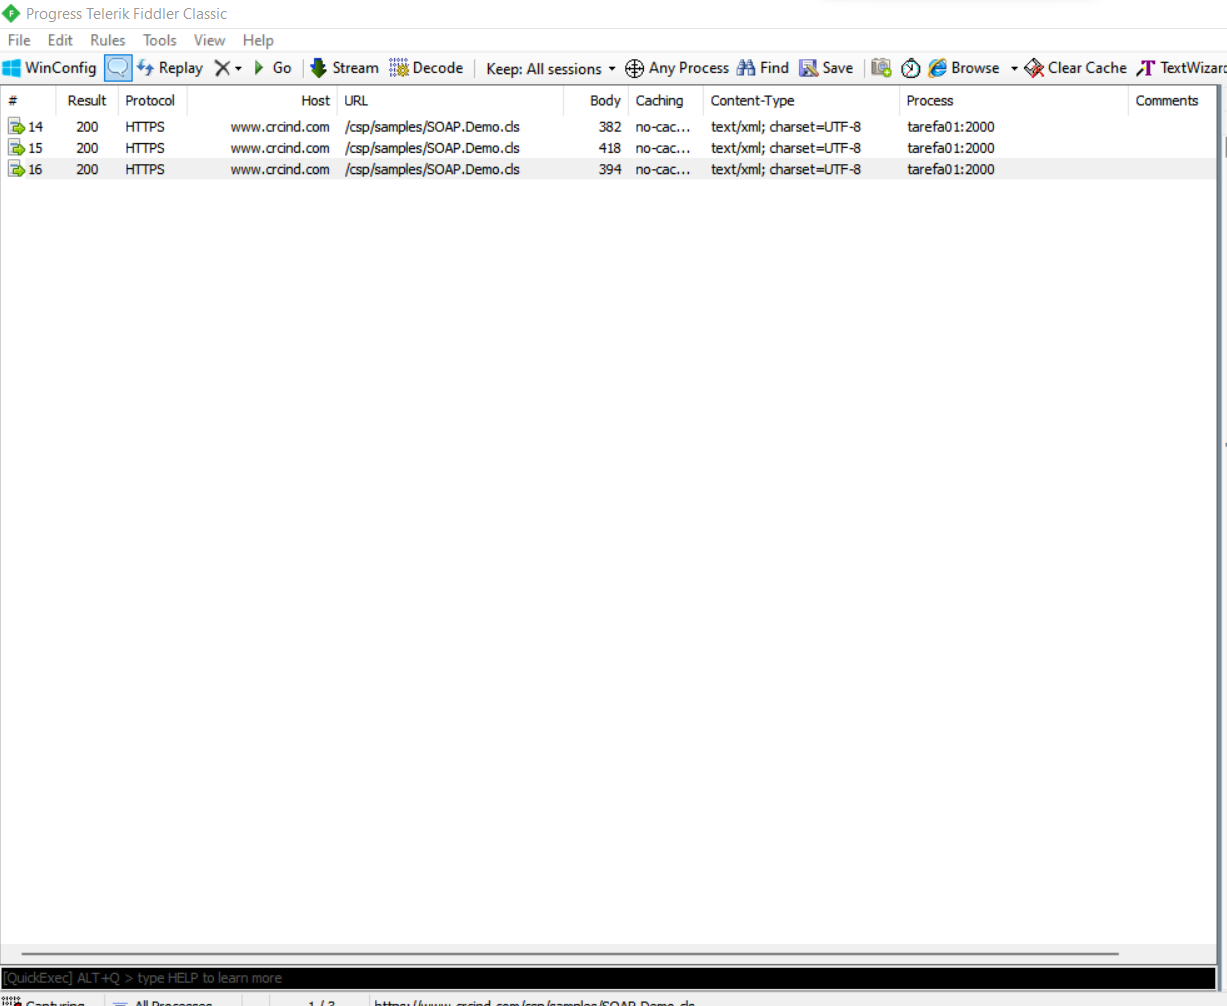 Progress Telerik Fiddler Classic
File Edit Rules Tools View Help
WinConfig Replay Go Stream Decode Keep: All sessions Any Process Find Save Browse Clear Cache TextWizard
# Result Protocol Host URL Body Caching Content-Type Process Comments
14 200 HTTPS www.crcind.com /csp/samples/SOAP.Demo.cls 382 no-cac... text/xml; charset=UTF-8 tarefa01:2000
15 200 HTTPS www.crcind.com /csp/samples/SOAP.Demo.cls 418 no-cac... text/xml; charset=UTF-8 tarefa01:2000
16 200 HTTPS www.crcind.com /csp/samples/SOAP.Demo.cls 394 no-cac... text/xml; charset=UTF-8 tarefa01:2000
[QuickExec] ALT+Q > type HELP to learn more
Capturing All Processes 1 / 3 https://www.crcind.com/csp/samples/SOAP.Demo.cls